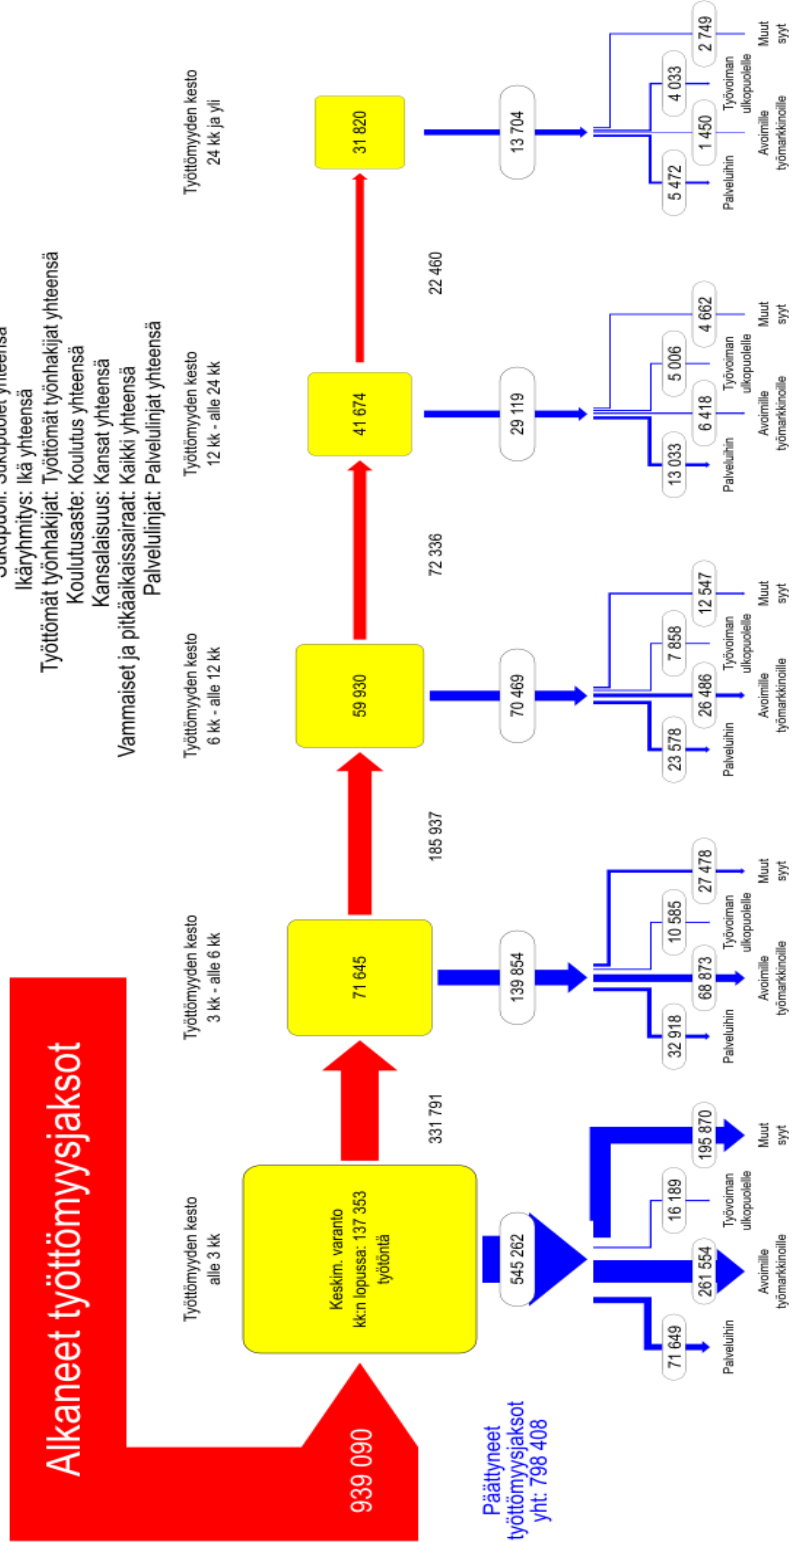 Sukupuoli: Sukupuolet yhteensä
Ikäryhmitys: Ikä yhteensä
Työttömät työnhakijat: Työttömät työnhakijat yhteensä
Koulutusaste: Koulutus yhteensä
Kansalaisuus: Kansat yhteensä
Vammaiset ja pitkäaikaissairaat: Kaikki yhteensä
Palvelulinjat: Palvelulinjat yhteensä
Alkaneet työttömyysjaksot
939 090
Työttömyyden kesto
alle 3 kk
Keskim. varanto
kk:n lopussa: 137 353
työtöntä
331 791
Työttömyyden kesto
3 kk - alle 6 kk
71 645
185 937
Työttömyyden kesto
6 kk - alle 12 kk
59 930
72 336
Työttömyyden kesto
12 kk - alle 24 kk
41 674
22 460
Työttömyyden kesto
24 kk ja yli
31 820
Päättyneet
työttömyysjaksot
yht: 798 408
545 262
71 649
261 554
16 189
195 870
Palveluihin
Avoimille
työmarkkinoille
Työvoiman
ulkopuolelle
Muut
syyt
139 854
32 918
68 873
10 585
27 478
Palveluihin
Avoimille
työmarkkinoille
Työvoiman
ulkopuolelle
Muut
syyt
70 469
23 578
26 486
7 858
12 547
Palveluihin
Avoimille
työmarkkinoille
Työvoiman
ulkopuolelle
Muut
syyt
29 119
13 033
6 418
5 006
4 662
Palveluihin
Avoimille
työmarkkinoille
Työvoiman
ulkopuolelle
Muut
syyt
13 704
5 472
1 450
4 033
2 749
Palveluihin
Avoimille
työmarkkinoille
Työvoiman
ulkopuolelle
Muut
syyt